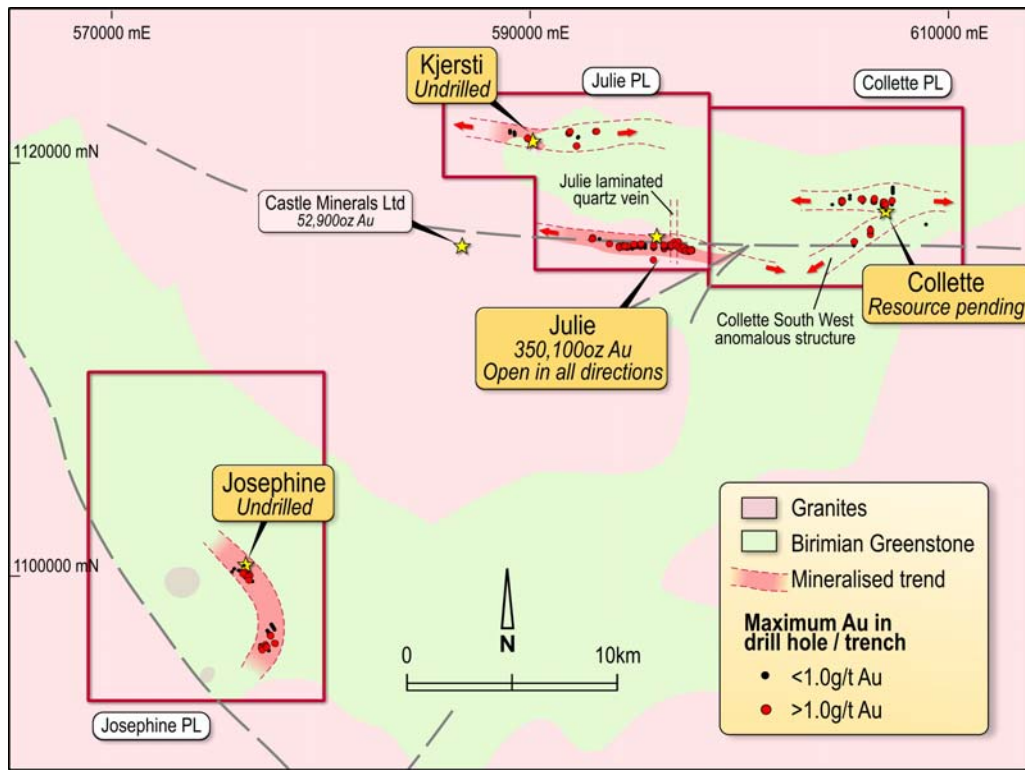 570000 mE
590000 mE
610000 mE
Kjersti
Undrilled
Julie PL
Collette PL
1120000 mN
Julie laminated
quartz vein
Castle Minerals Ltd
52,900oz Au
Julie
350,100oz Au
Open in all directions
Collette South West
anomalous structure
Collette
Resource pending
Josephine
Undrilled
1100000 mN
Josephine PL
N
0
10km
Granites
Birimian Greenstone
Mineralised trend
Maximum Au in
drill hole / trench
<1.0g/t Au
>1.0g/t Au